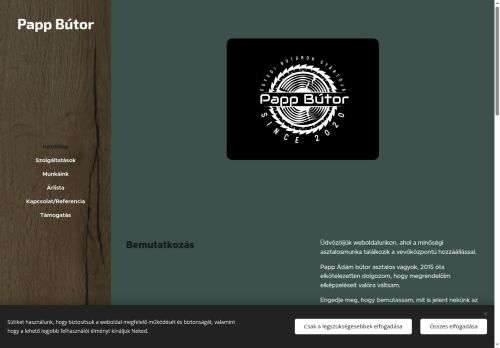 Papp Bútor
EGYEDI BÚTOROK GYÁRTÓJA
Papp Bútor
SINCE 2020
Kezdőlap
Szolgáltatások
Munkáink
Árlista
Kapcsolat/Referencia
Támogatás
Bemutatkozás
Üdvözöljük weboldalunkon, ahol a minőségi
asztalosmunka találkozik a vevőközpontú hozzáállással.
Papp Ádám bútor asztalos vagyok, 2015 óta
elkötelezetten dolgozom, hogy megrendelőim
elképzeléseit valóra váltsam.
Engedje meg, hogy bemutassam, mit is jelent nekünk az
Sütiket használunk, hogy biztosítsuk a weboldal megfelelő működését és biztonságát, valamint
hogy a lehető legjobb felhasználói élményt kínáljuk Neked.
Csak a legszükségesebbek elfogadása
Összes elfogadása